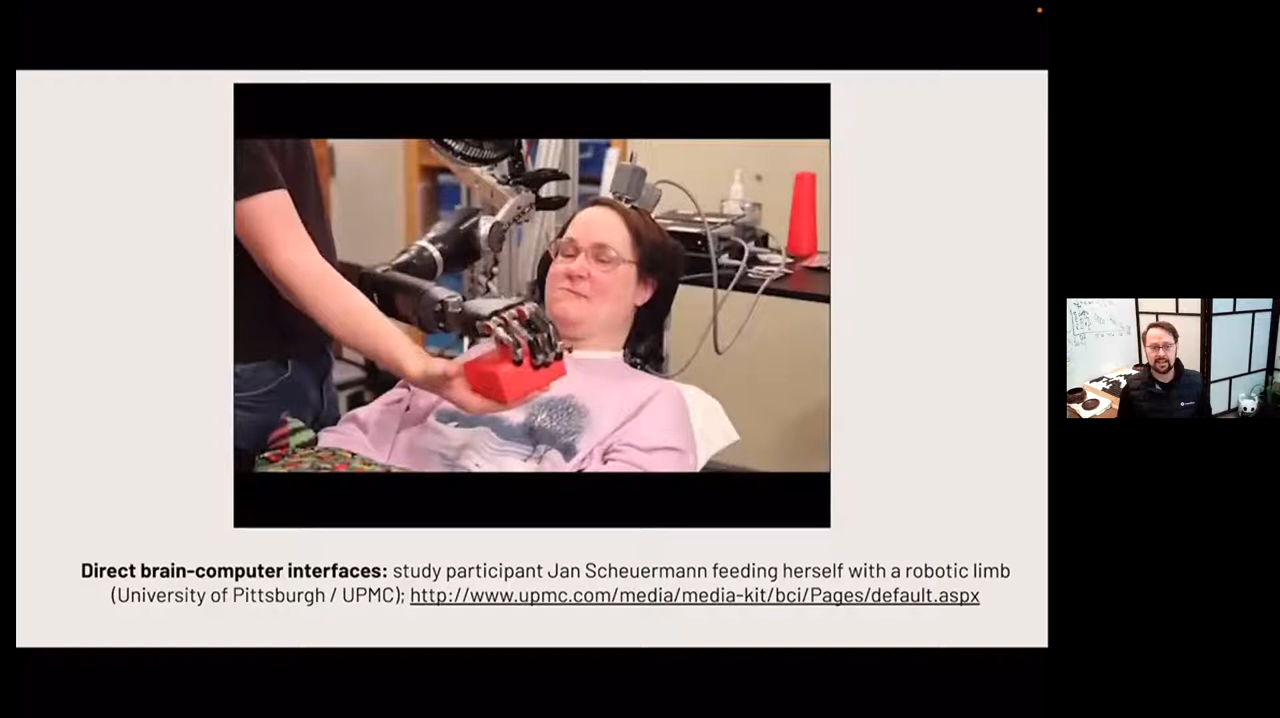 Direct brain-computer interfaces: study participant Jan Scheuermann feeding herself with a robotic limb
(University of Pittsburgh / UPMC); http://www.upmc.com/media/media-kit/bci/Pages/default.aspx